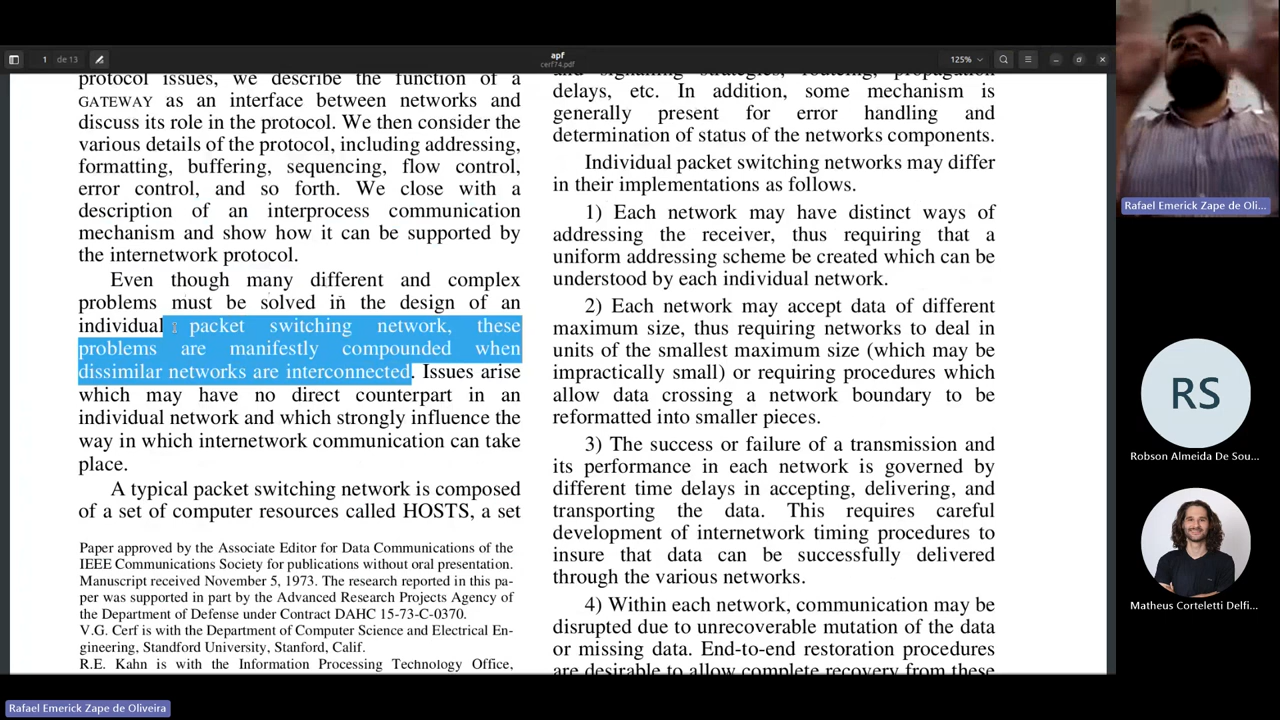 1 de 13
apf
cerf74.pdf
125%
protocol issues, we describe the function of a
GATEWAY as an interface between networks and
discuss its role in the protocol. We then consider the
various details of the protocol, including addressing,
formatting, buffering, sequencing, flow control,
error control, and so forth. We close with a
description of an interprocess communication
mechanism and show how it can be supported by
the internetwork protocol.
Even though many different and complex
problems must be solved in the design of an
individual packet switching network, these
problems are manifestly compounded when
dissimilar networks are interconnected. Issues arise
which may have no direct counterpart in an
individual network and which strongly influence the
way in which internetwork communication can take
place.
A typical packet switching network is composed
of a set of computer resources called HOSTS, a set
Paper approved by the Associate Editor for Data Communications of the
IEEE Communications Society for publications without oral presentation.
Manuscript received November 5, 1973. The research reported in this pa-
per was supported in part by the Advanced Research Projects Agency of
the Department of Defense under Contract DAHC 15-73-C-0370.
V.G. Cerf is with the Department of Computer Science and Electrical En-
gineering, Standford University, Stanford, Calif.
R.E. Kahn is with the Information Processing Technology Office,
and signaling strategies, routeing, propagation
delays, etc. In addition, some mechanism is
generally present for error handling and
determination of status of the networks components.
Individual packet switching networks may differ
in their implementations as follows.
1) Each network may have distinct ways of
addressing the receiver, thus requiring that a
uniform addressing scheme be created which can be
understood by each individual network.
2) Each network may accept data of different
maximum size, thus requiring networks to deal in
units of the smallest maximum size (which may be
impractically small) or requiring procedures which
allow data crossing a network boundary to be
reformatted into smaller pieces.
3) The success or failure of a transmission and
its performance in each network is governed by
different time delays in accepting, delivering, and
transporting the data. This requires careful
development of internetwork timing procedures to
insure that data can be successfully delivered
through the various networks.
4) Within each network, communication may be
disrupted due to unrecoverable mutation of the data
or missing data. End-to-end restoration procedures
are desirable to allow complete recovery from these
Rafael Emerick Zape de Oli...
RS
Robson Almeida De Sou...
Matheus Corteletti Delfi...
Rafael Emerick Zape de Oliveira